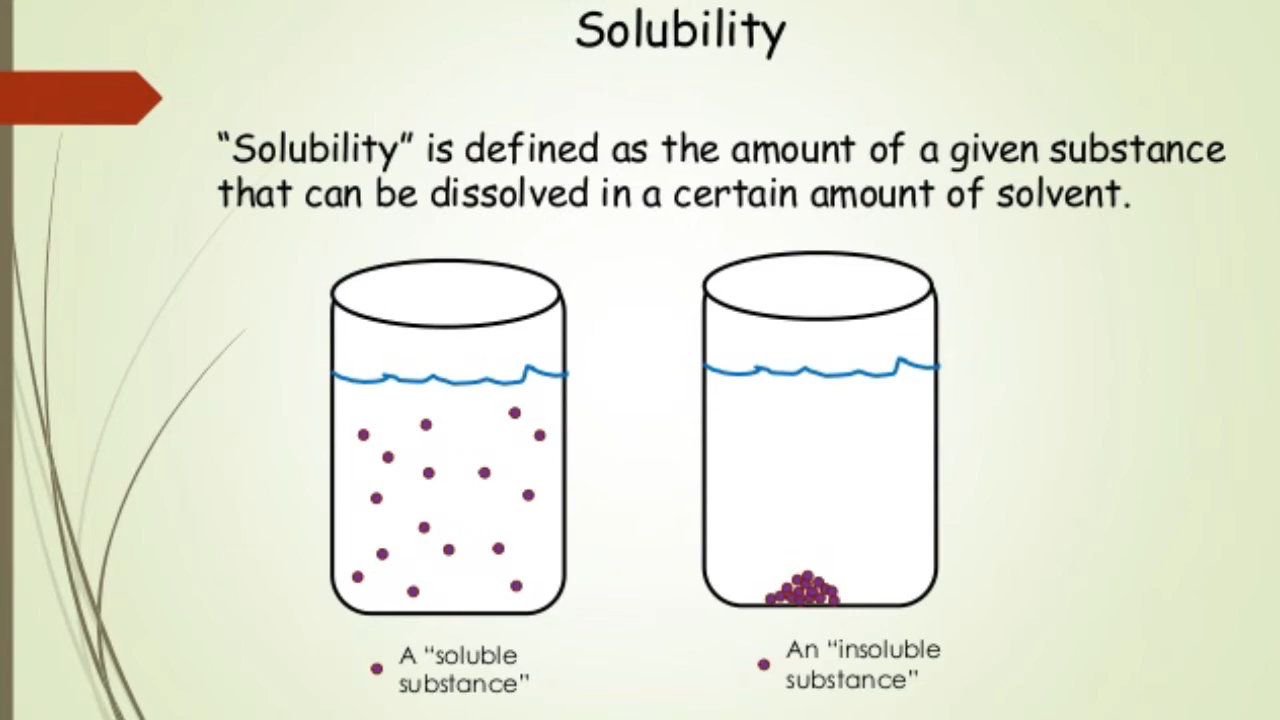 Solubility
“Solubility” is defined as the amount of a given substance
that can be dissolved in a certain amount of solvent.
A “soluble
substance”
An “insoluble
substance”